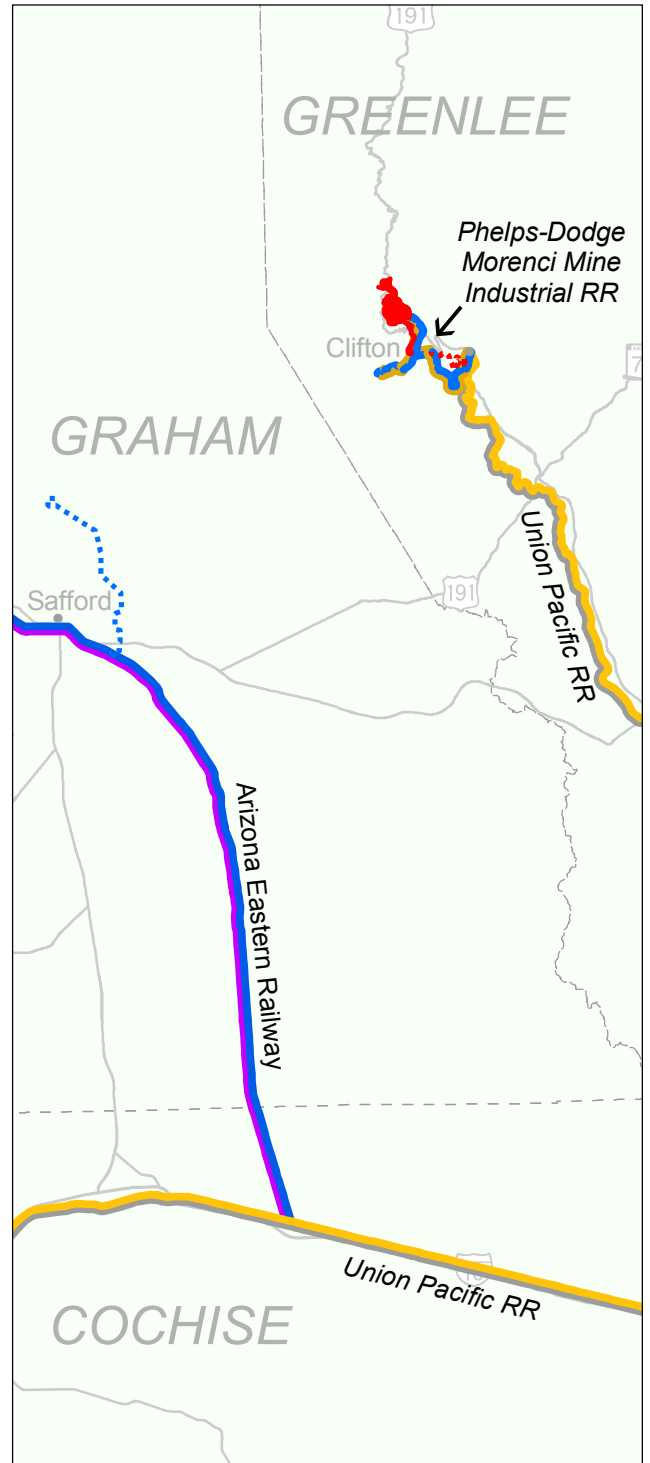 191
GREENLEE
Phelps-Dodge
Morenci Mine
Industrial RR
Clifton
7
GRAHAM
Union Pacific RR
191
Safford
Arizona Eastern Railway
Union Pacific RR
COCHISE